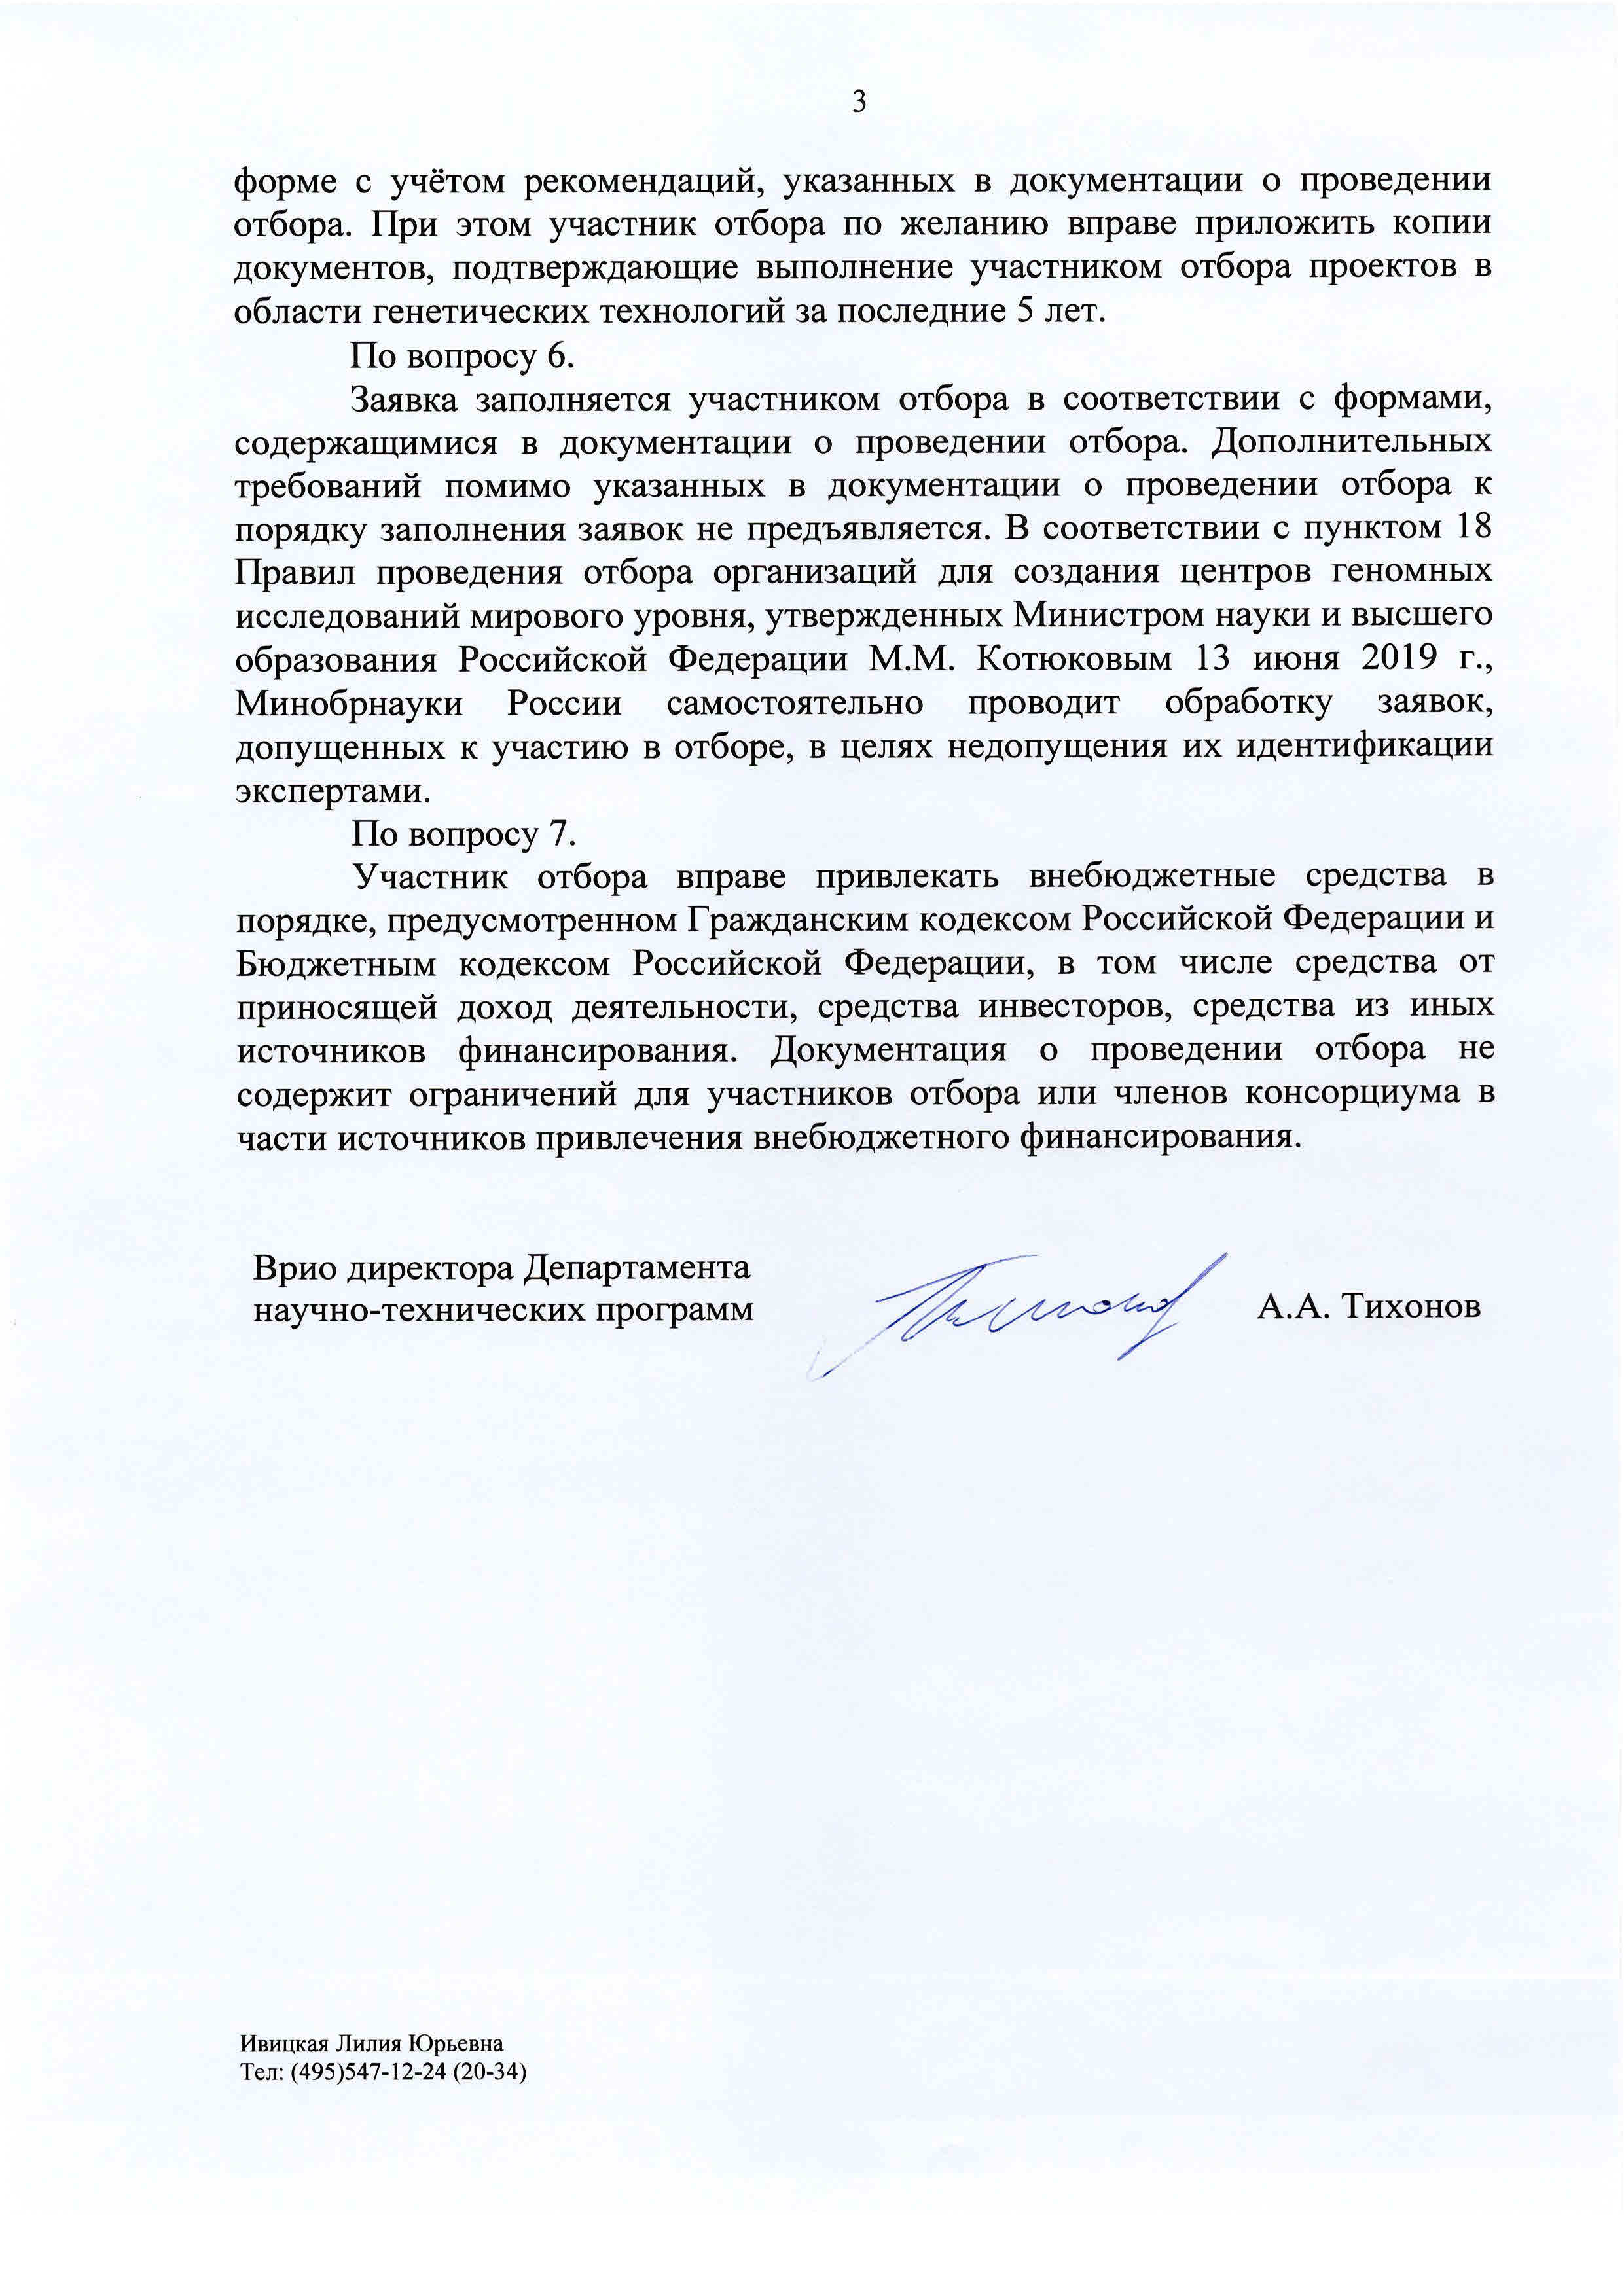 3
форме с учётом рекомендаций, указанных в документации о проведении
отбора. При этом участник отбора по желанию вправе приложить копии
документов, подтверждающие выполнение участником отбора проектов в
области генетических технологий за последние 5 лет.
По вопросу 6.
Заявка заполняется участником отбора в соответствии с формами,
содержащимися в документации о проведении отбора. Дополнительных
требований помимо указанных в документации о проведении отбора к
порядку заполнения заявок не предъявляется. В соответствии с пунктом 18
Правил проведения отбора организаций для создания центров геномных
исследований мирового уровня, утвержденных Министром науки и высшего
образования Российской Федерации М.М. Котюковым 13 июня 2019 г.,
Минобрнауки России самостоятельно проводит обработку заявок,
допущенных к участию в отборе, в целях недопущения их идентификации
экспертами.
По вопросу 7.
Участник отбора вправе привлекать внебюджетные средства в
порядке, предусмотренном Гражданским кодексом Российской Федерации и
Бюджетным кодексом Российской Федерации, в том числе средства от
приносящей доход деятельности, средства инвесторов, средства из иных
источников финансирования. Документация о проведении отбора не
содержит ограничений для участников отбора или членов консорциума в
части источников привлечения внебюджетного финансирования.
Врио директора Департамента
научно-технических программ
А.А. Тихонов
Ивицкая Лилия Юрьевна
Тел: (495)547-12-24 (20-34)